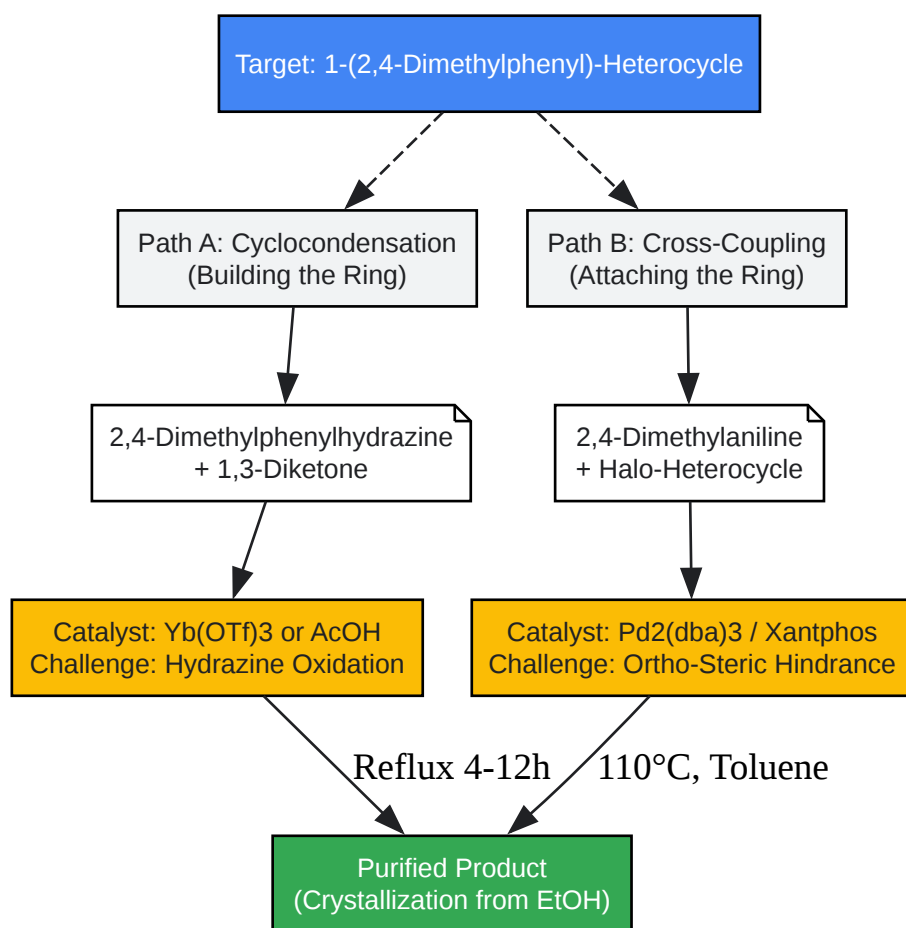 Target: 1-(2,4-Dimethylphenyl)-Heterocycle
Path A: Cyclocondensation
(Building the Ring)
Path B: Cross-Coupling
(Attaching the Ring)
2,4-Dimethylphenylhydrazine
+ 1,3-Diketone
2,4-Dimethylaniline
+ Halo-Heterocycle
Catalyst: Yb(OTf)3 or AcOH
Challenge: Hydrazine Oxidation
Catalyst: Pd2(dba)3 / Xantphos
Challenge: Ortho-Steric Hindrance
Reflux 4-12h
110°C, Toluene
Purified Product
(Crystallization from EtOH)